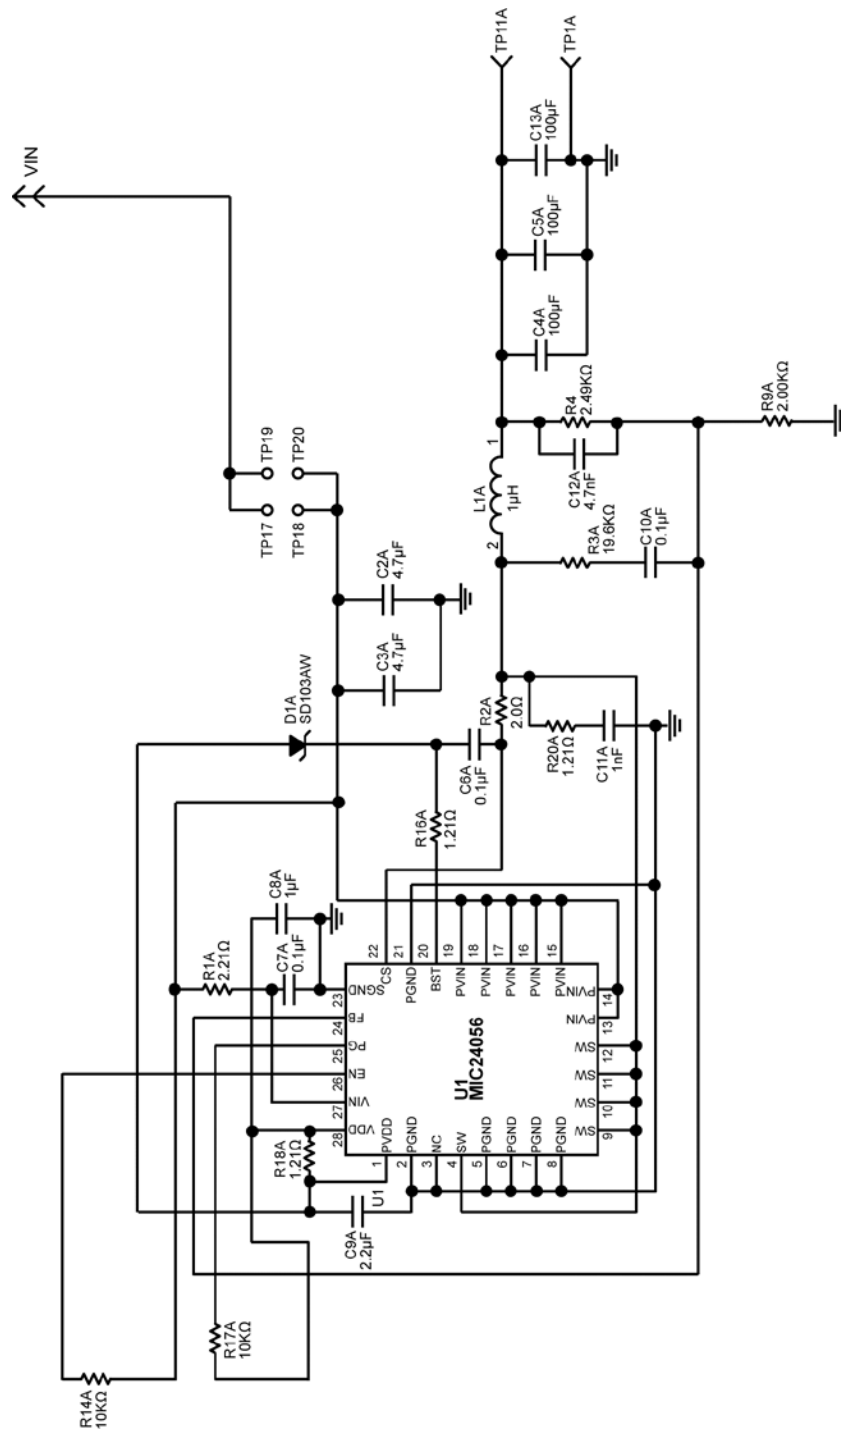 TP11A
TP1A
VIN
C13A
100µF
C5A
100µF
C4A
100µF
TP19
TP20
TP17
TP18
R4
2.49KΩ
C12A
4.7nF
R9A
2.00KΩ
L1A
1µH
1
2
R3A
19.6KΩ
C10A
0.1µF
C2A
4.7µF
C3A
4.7µF
D1A
SD103AW
R2A
2.0Ω
C6A
0.1µF
R20A
1.21Ω
C11A
1nF
R16A
1.21Ω
C8A
1µF
R1A
2.21Ω
C7A
0.1µF
22
21
20
19
18
17
16
15
CS
PGND
BST
PVIN
PVIN
PVIN
PVIN
PVIN
23
SGND
24
FB
25
PG
26
EN
27
VIN
28
VDD
U1
MIC24056
14
PVIN
13
PVIN
12
SW
11
SW
10
SW
9
SW
PVDD
PGND
NC
SW
PGND
PGND
PGND
PGND
1
2
3
4
5
6
7
8
R18A
1.21Ω
U1
C9A
2.2µF
R17A
10KΩ
R14A
10KΩ